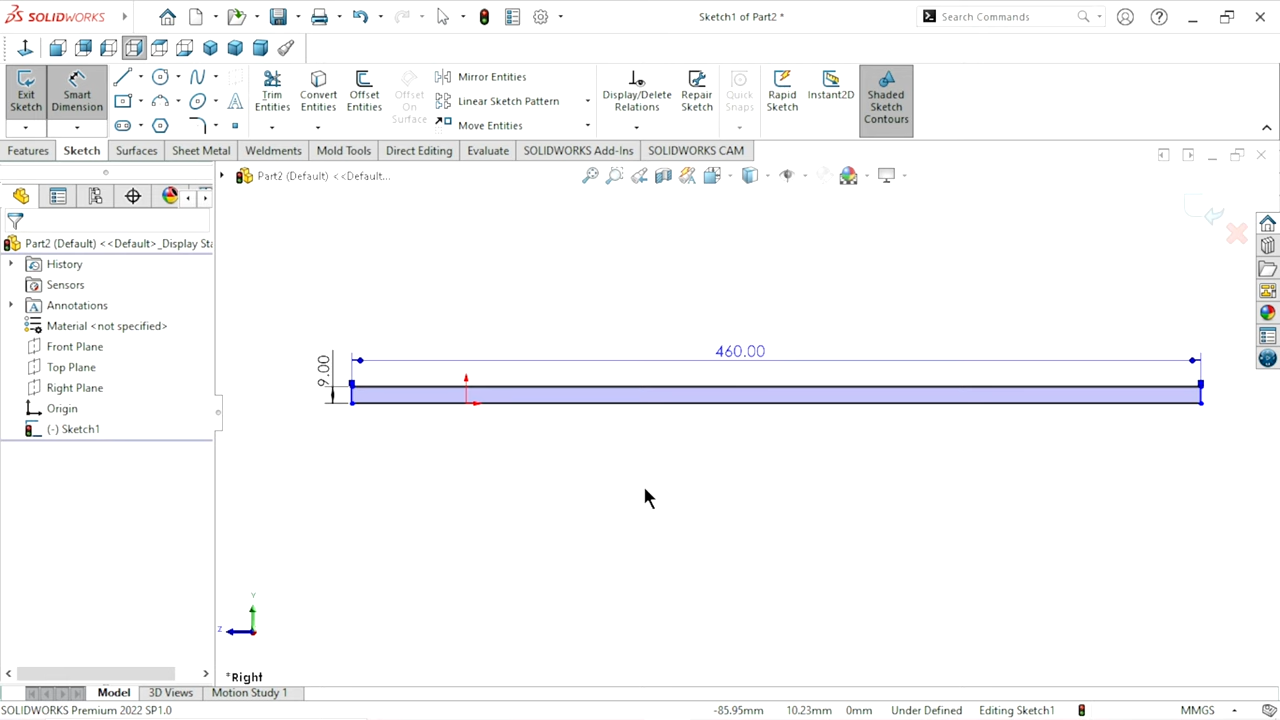 SOLIDWORKS
Sketch1 of Part2 *
Search Commands
Exit Sketch
Smart Dimension
Trim Entities
Convert Entities
Offset Entities
Offset On Surface
Mirror Entities
Linear Sketch Pattern
Move Entities
Display/Delete Relations
Repair Sketch
Quick Snaps
Rapid Sketch
Instant2D
Shaded Sketch Contours
Features
Sketch
Surfaces
Sheet Metal
Weldments
Mold Tools
Direct Editing
Evaluate
SOLIDWORKS Add-Ins
SOLIDWORKS CAM
Part2 (Default) <<Default...
Part2 (Default) <<Default>_Display Sta
History
Sensors
Annotations
Material <not specified>
Front Plane
Top Plane
Right Plane
Origin
(-) Sketch1
460.00
9.00
Y
Z
*Right
Model
3D Views
Motion Study 1
SOLIDWORKS Premium 2022 SP1.0
-85.95mm
10.23mm
0mm
Under Defined
Editing Sketch1
MMGS